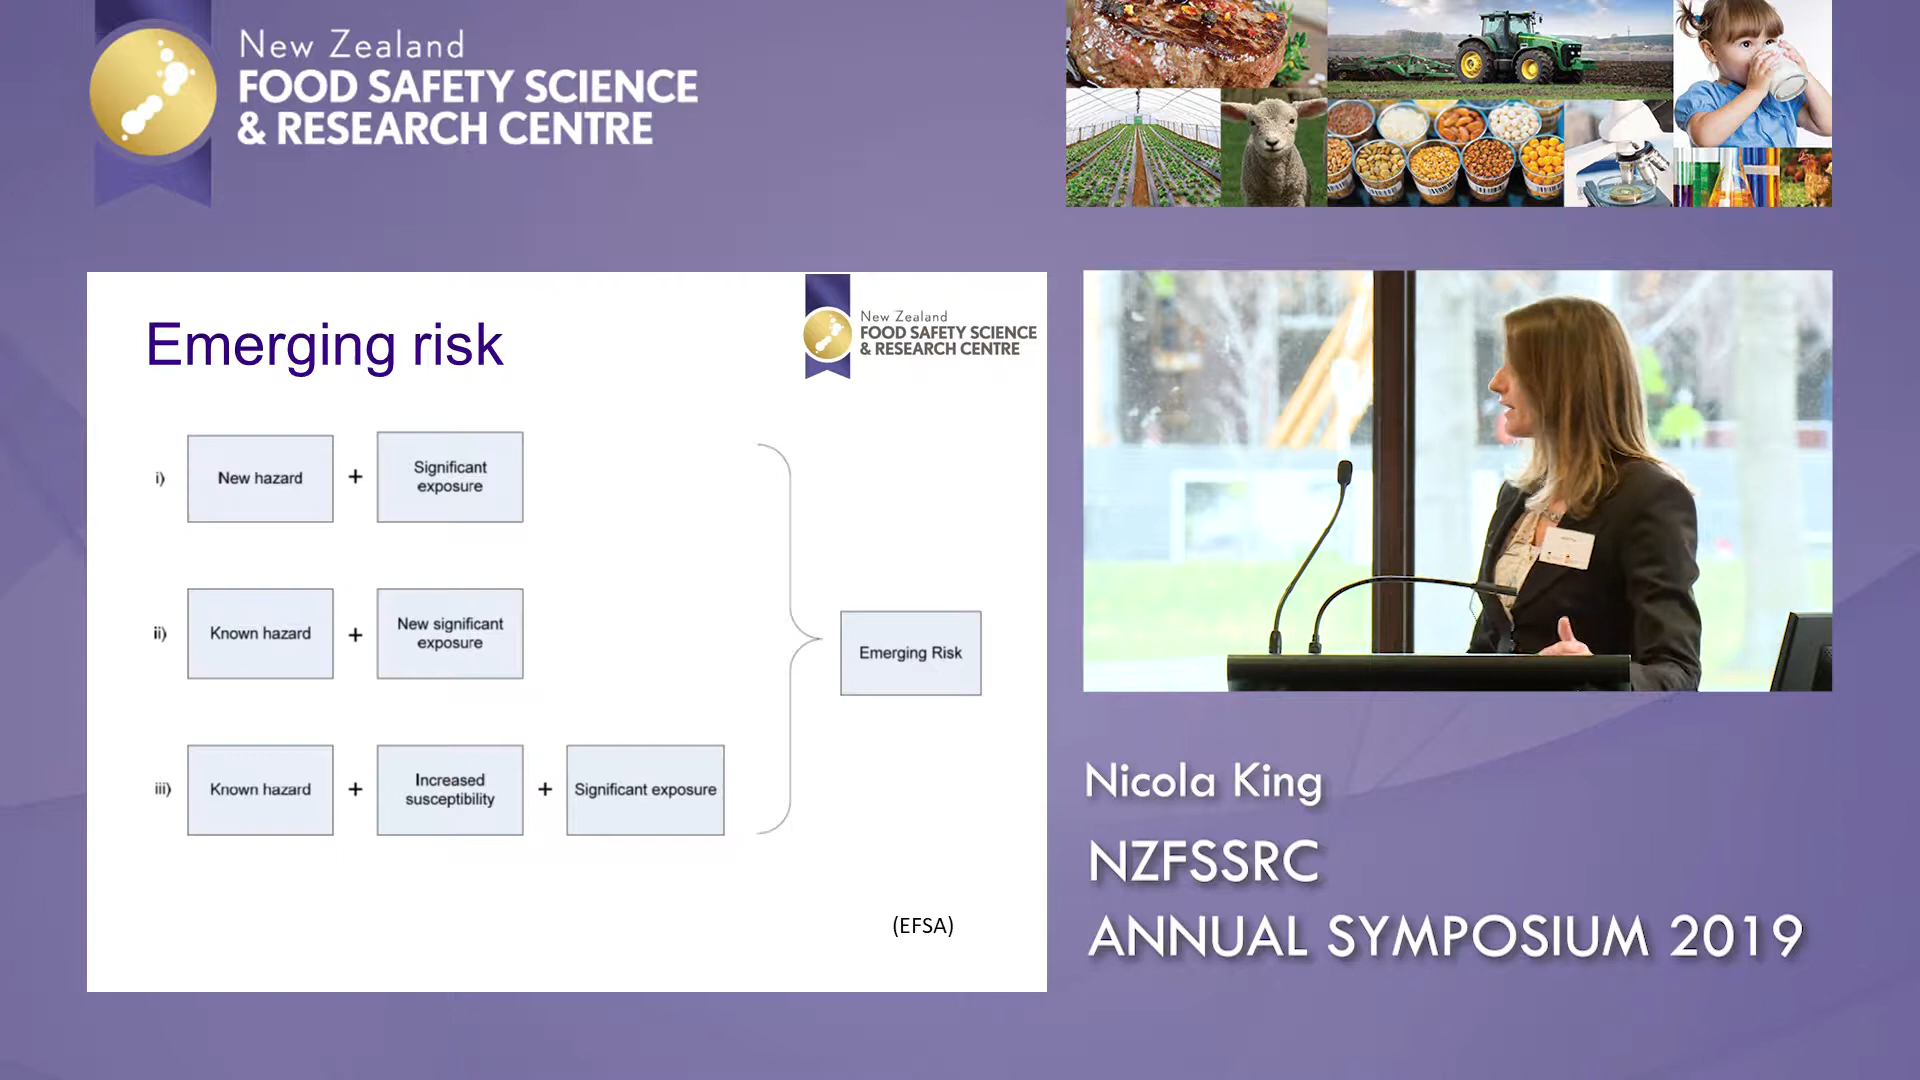 New Zealand
FOOD SAFETY SCIENCE
& RESEARCH CENTRE
Emerging risk
New Zealand
FOOD SAFETY SCIENCE
& RESEARCH CENTRE
i)
New hazard
+
Significant
exposure
ii)
Known hazard
+
New significant
exposure
iii)
Known hazard
+
Increased
susceptibility
+
Significant exposure
Emerging Risk
(EFSA)
Nicola King
NZFSSRC
ANNUAL SYMPOSIUM 2019